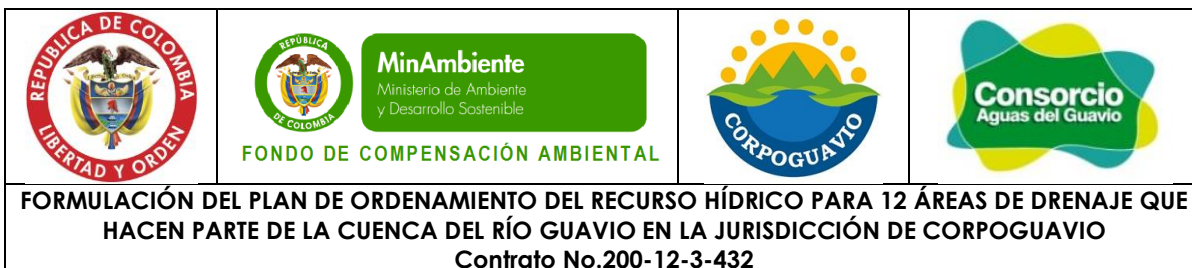 REPUBLICA DE COLOMBIA
LIBERTAD Y ORDEN
REPÚBLICA
DE COLOMBIA
MinAmbiente
Ministerio de Ambiente
y Desarrollo Sostenible
FONDO DE COMPENSACIÓN AMBIENTAL
CORPOGUAVIO
Consorcio
Aguas del Guavio
FORMULACIÓN DEL PLAN DE ORDENAMIENTO DEL RECURSO HÍDRICO PARA 12 ÁREAS DE DRENAJE QUE
HACEN PARTE DE LA CUENCA DEL RÍO GUAVIO EN LA JURISDICCIÓN DE CORPOGUAVIO
Contrato No.200-12-3-432